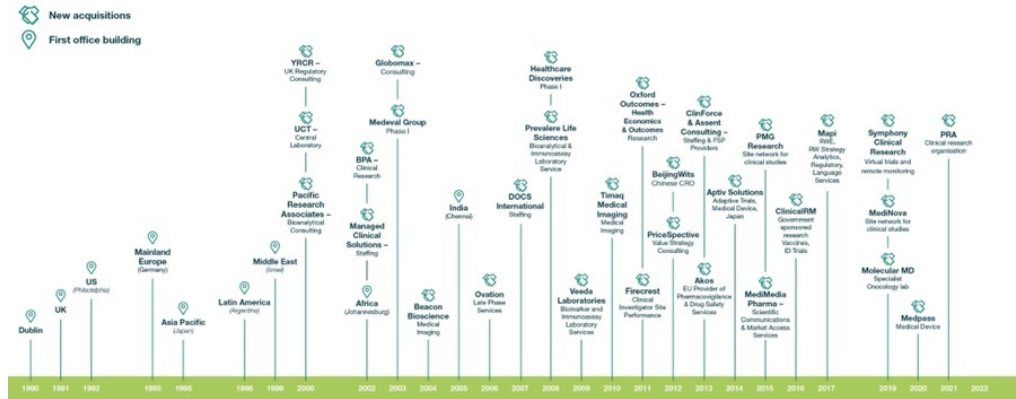 New acquisitions
First office building
Dublin
UK
US
(Philadelphia)
Mainland
Europe
(Germany)
Asia Pacific
(Japan)
Latin America
(Argentina)
Middle East
(Israel)
YRCR –
UK Regulatory
Consulting
UCT –
Central
Laboratory
Pacific
Research
Associates –
Bioanalytical
Consulting
BPA –
Clinical
Research
Managed
Clinical
Solutions –
Staffing
Africa
(Johannesburg)
Globomax –
Consulting
Medeval Group
Phase I
Beacon
Bioscience
Medical
Imaging
India
(Chennai)
Ovation
Late Phase
Services
DOCS
International
Staffing
Healthcare
Discoveries
Phase I
Prevalere Life
Sciences
Bioanalytical &
Immunoassay
Laboratory
Service
Veeda
Laboratories
Biomarker and
Immunoassay
Laboratory
Services
Timaq
Medical
Imaging
Medical
Imaging
Oxford
Outcomes –
Health
Economics
& Outcomes
Research
Firecrest
Clinical
Investigator Site
Performance
BeijingWits
Chinese CRO
PriceSpective
Value Strategy
Consulting
ClinForce
& Assent
Consulting –
Staffing & FSP
Providers
Akos
EU Provider of
Pharmacovigilance
& Drug Safety
Services
Aptiv Solutions
Adaptive Trials,
Medical Device,
Japan
PMG
Research
Site network for
clinical studies
MediMedia
Pharma –
Scientific
Communications
& Market Access
Services
ClinicalRM
Government
sponsored
research
Vaccines,
ID Trials
Mapi
RWE,
RW Strategy
Analytics,
Regulatory,
Language
Services
Symphony
Clinical
Research
Virtual trials and
remote monitoring
MediNova
Site network for
clinical studies
Molecular MD
Specialist
Oncology lab
Medpass
Medical Device
PRA
Clinical research
organisation
1990 1991 1992 1995 1996 1998 1999 2000 2002 2003 2004 2005 2006 2007 2008 2009 2010 2011 2012 2013 2014 2015 2016 2017 2019 2020 2021 2022